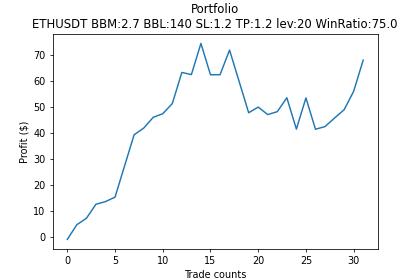 Portfolio
ETHUSDT BBM:2.7 BBL:140 SL:1.2 TP:1.2 lev:20 WinRatio:75.0
70
60
50
40
30
20
10
0
Profit ($)
0 5 10 15 20 25 30
Trade counts